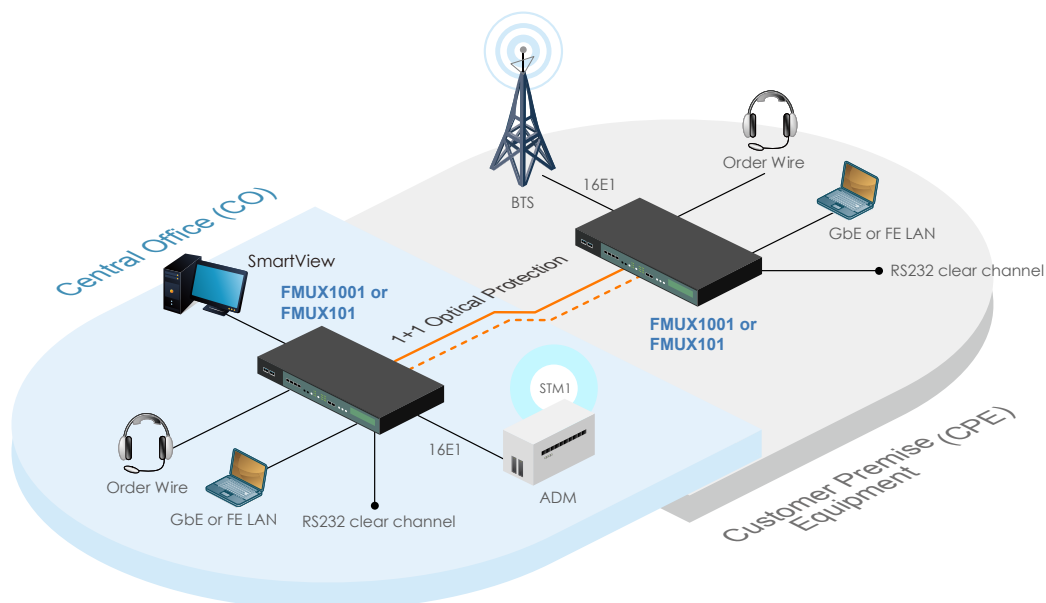 Order Wire
16E1
BTS
GbE or FE LAN
Central Office (CO)
SmartView
RS232 clear channel
FMUX1001 or
FMUX101
1+1 Optical Protection
FMUX1001 or
FMUX101
STM1
16E1
Order Wire
ADM
GbE or FE LAN
RS232 clear channel
Customer Premise (CPE)
Equipment